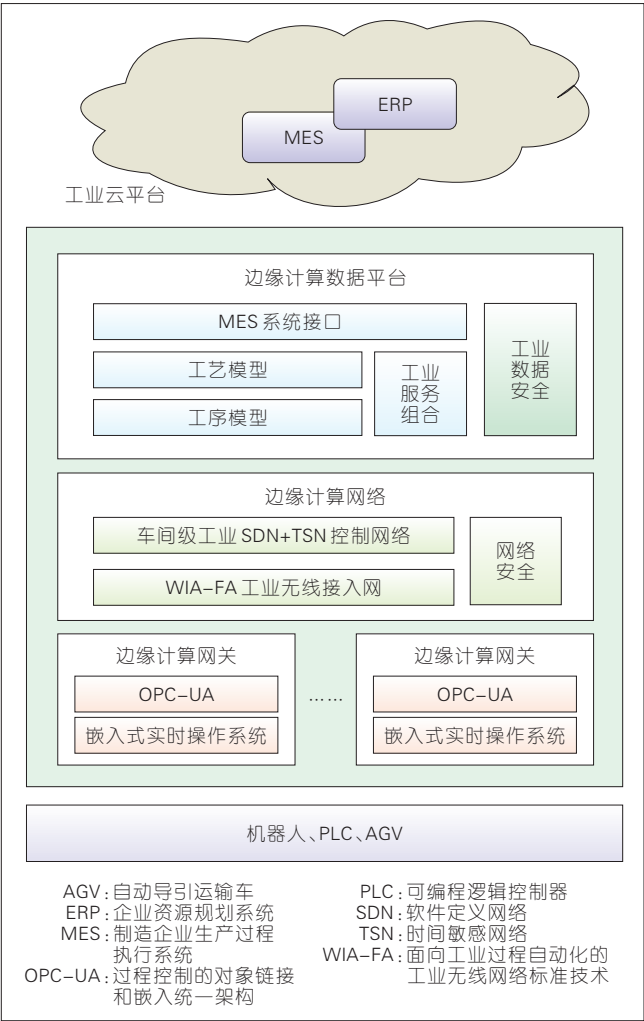 ERP
MES
工业云平台
边缘计算数据平台
MES 系统接口
工艺模型
工序模型
工业
服务
组合
工业
数据
安全
边缘计算网络
车间级工业 SDN+TSN 控制网络
WIA-FA 工业无线接入网
网络
安全
边缘计算网关
OPC-UA
嵌入式实时操作系统
……
边缘计算网关
OPC-UA
嵌入式实时操作系统
机器人、PLC、AGV
AGV：自动导引运输车
ERP：企业资源规划系统
MES：制造企业生产过程
执行系统
OPC-UA：过程控制的对象链接
和嵌入统一架构
PLC：可编程逻辑控制器
SDN：软件定义网络
TSN：时间敏感网络
WIA-FA：面向工业过程自动化的
工业无线网络标准技术